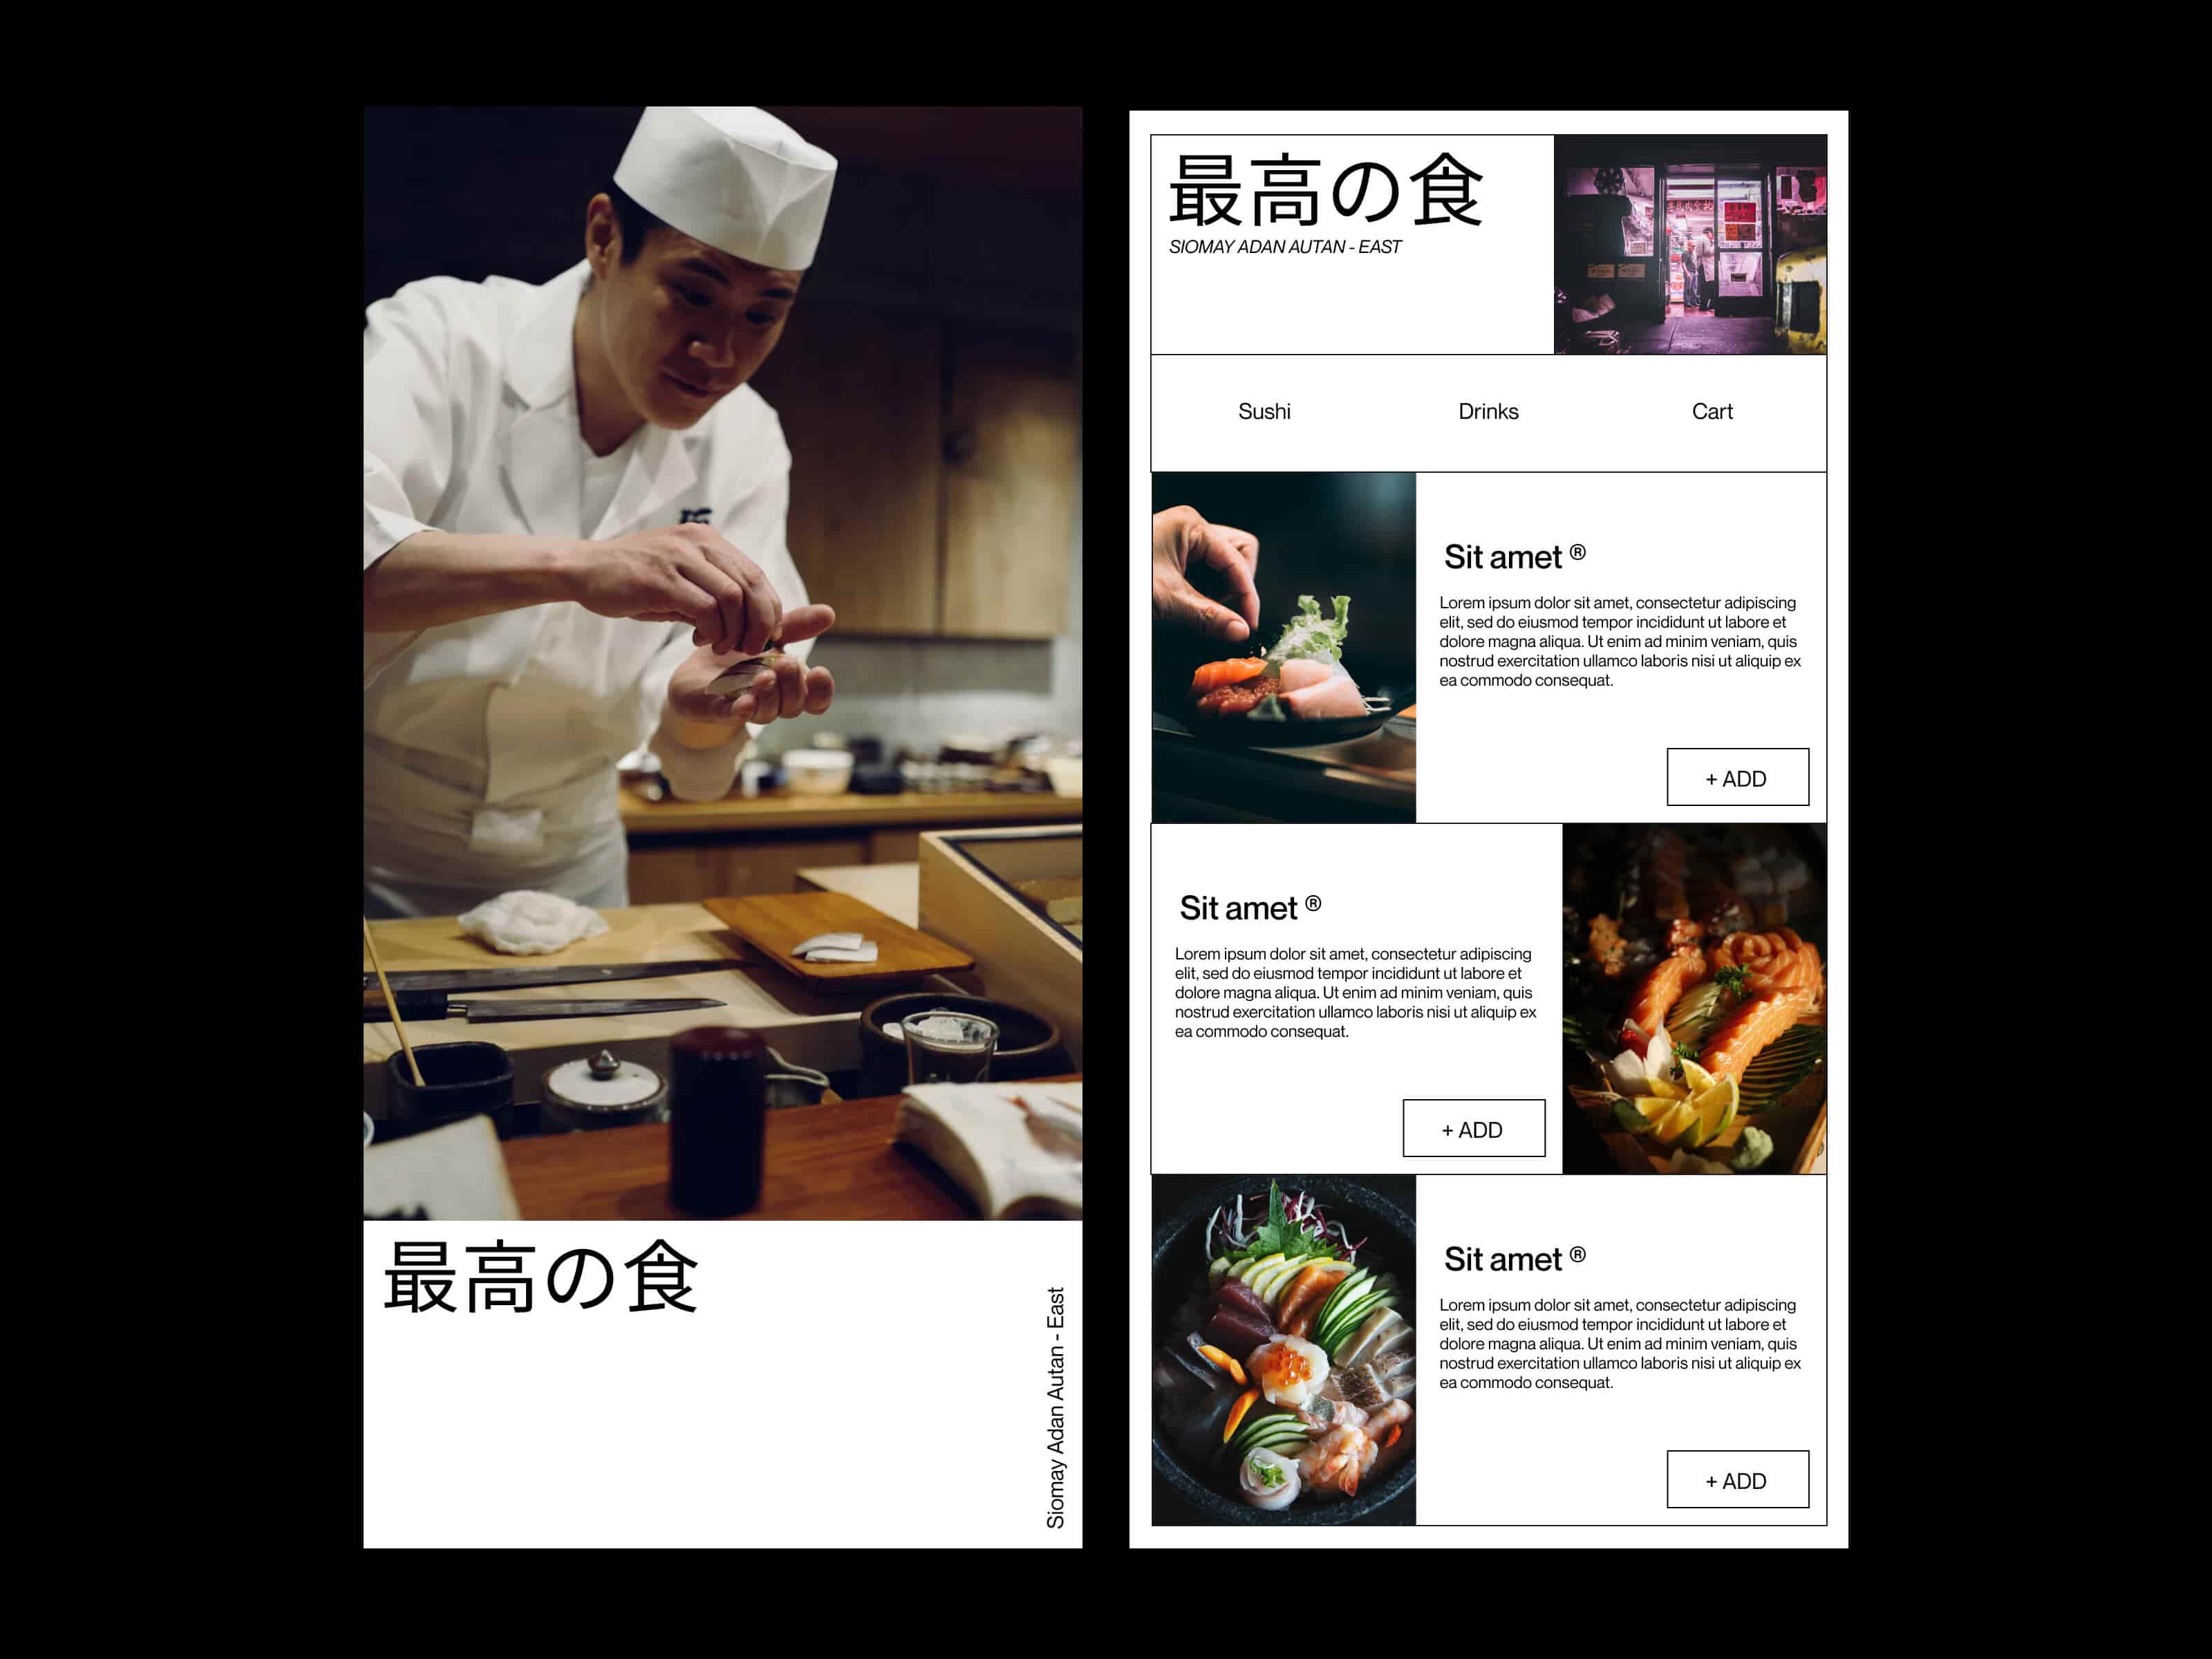 最高の食
Siomay Adan Autan - East
最高の食
SIOMAY ADAN AUTAN - EAST
Sushi
Drinks
Cart
Sit amet ®
Lorem ipsum dolor sit amet, consectetur adipiscing
elit, sed do eiusmod tempor incididunt ut labore et
dolore magna aliqua. Ut enim ad minim veniam, quis
nostrud exercitation ullamco laboris nisi ut aliquip ex
ea commodo consequat.
+ ADD
Sit amet ®
Lorem ipsum dolor sit amet, consectetur adipiscing
elit, sed do eiusmod tempor incididunt ut labore et
dolore magna aliqua. Ut enim ad minim veniam, quis
nostrud exercitation ullamco laboris nisi ut aliquip ex
ea commodo consequat.
+ ADD
Sit amet ®
Lorem ipsum dolor sit amet, consectetur adipiscing
elit, sed do eiusmod tempor incididunt ut labore et
dolore magna aliqua. Ut enim ad minim veniam, quis
nostrud exercitation ullamco laboris nisi ut aliquip ex
ea commodo consequat.
+ ADD